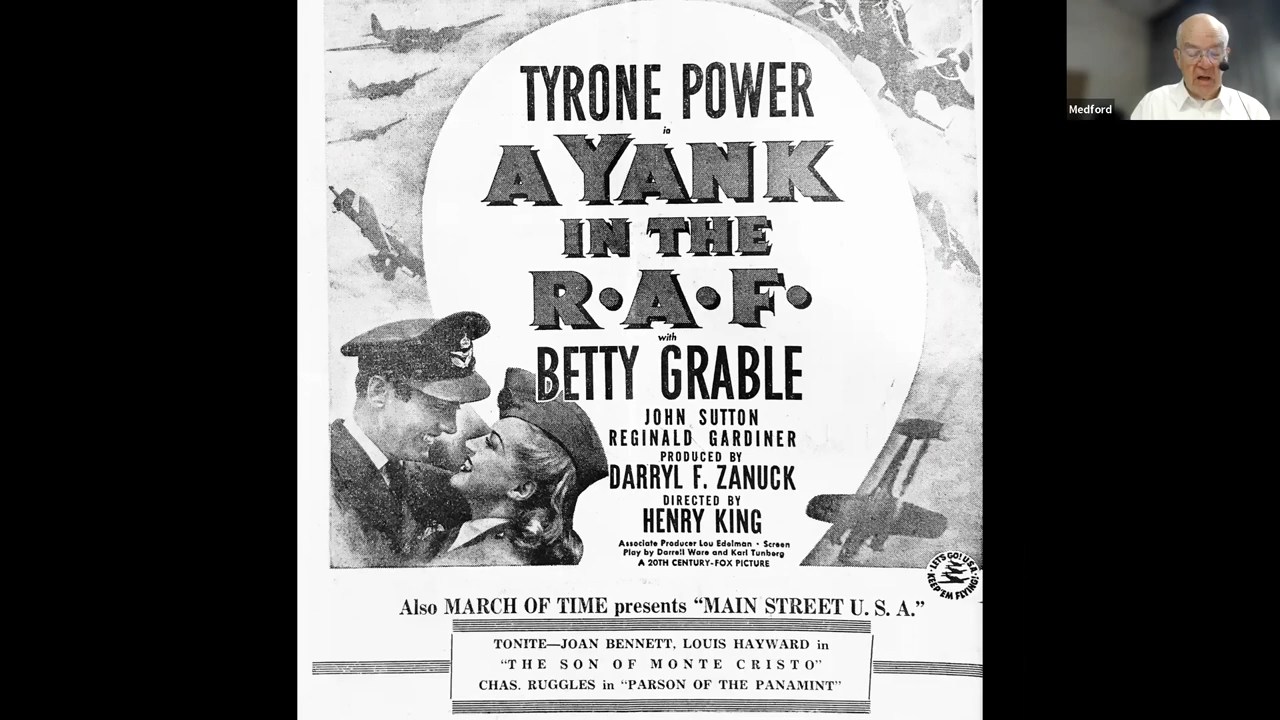 TYRONE POWER
in
A YANK
IN THE
R·A·F·
with
BETTY GRABLE
JOHN SUTTON
REGINALD GARDINER
PRODUCED BY
DARRYL F. ZANUCK
DIRECTED BY
HENRY KING
Associate Producer Lou Edelman · Screen
Play by Darrell Ware and Karl Tunberg
A 20TH CENTURY-FOX PICTURE
LET'S GO! USA
KEEP 'EM FLYING!
Also MARCH OF TIME presents “MAIN STREET U. S. A.”
TONITE—JOAN BENNETT, LOUIS HAYWARD in
“THE SON OF MONTE CRISTO”
CHAS. RUGGLES in “PARSON OF THE PANAMINT”
Medford